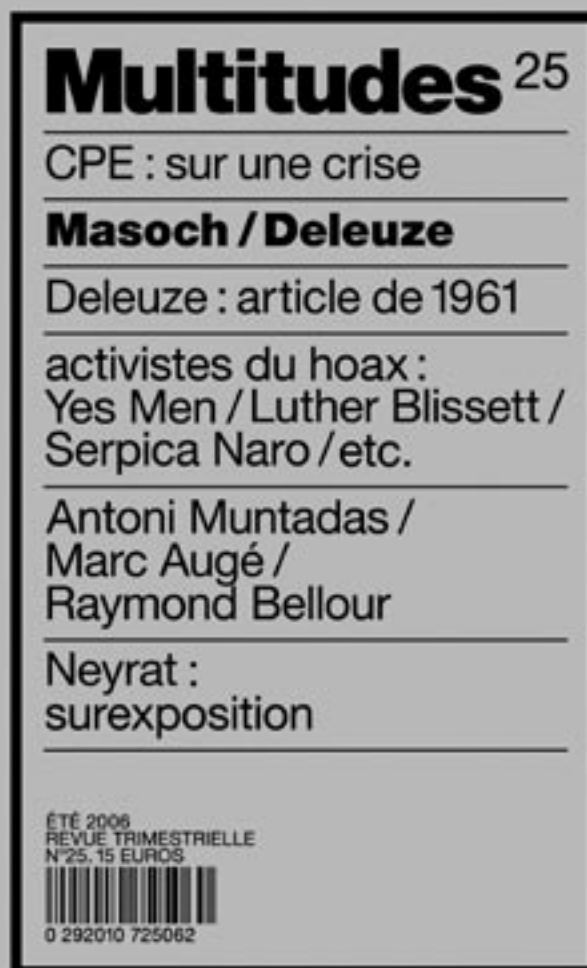 Multitudes 25
CPE : sur une crise
Masoch / Deleuze
Deleuze : article de 1961
activistes du hoax :
Yes Men / Luther Blissett /
Serpica Naro / etc.
Antoni Muntadas /
Marc Augé /
Raymond Bellour
Neyrat :
surexposition
ÉTÉ 2006
REVUE TRIMESTRIELLE
N°25. 15 EUROS
0 292010 725062